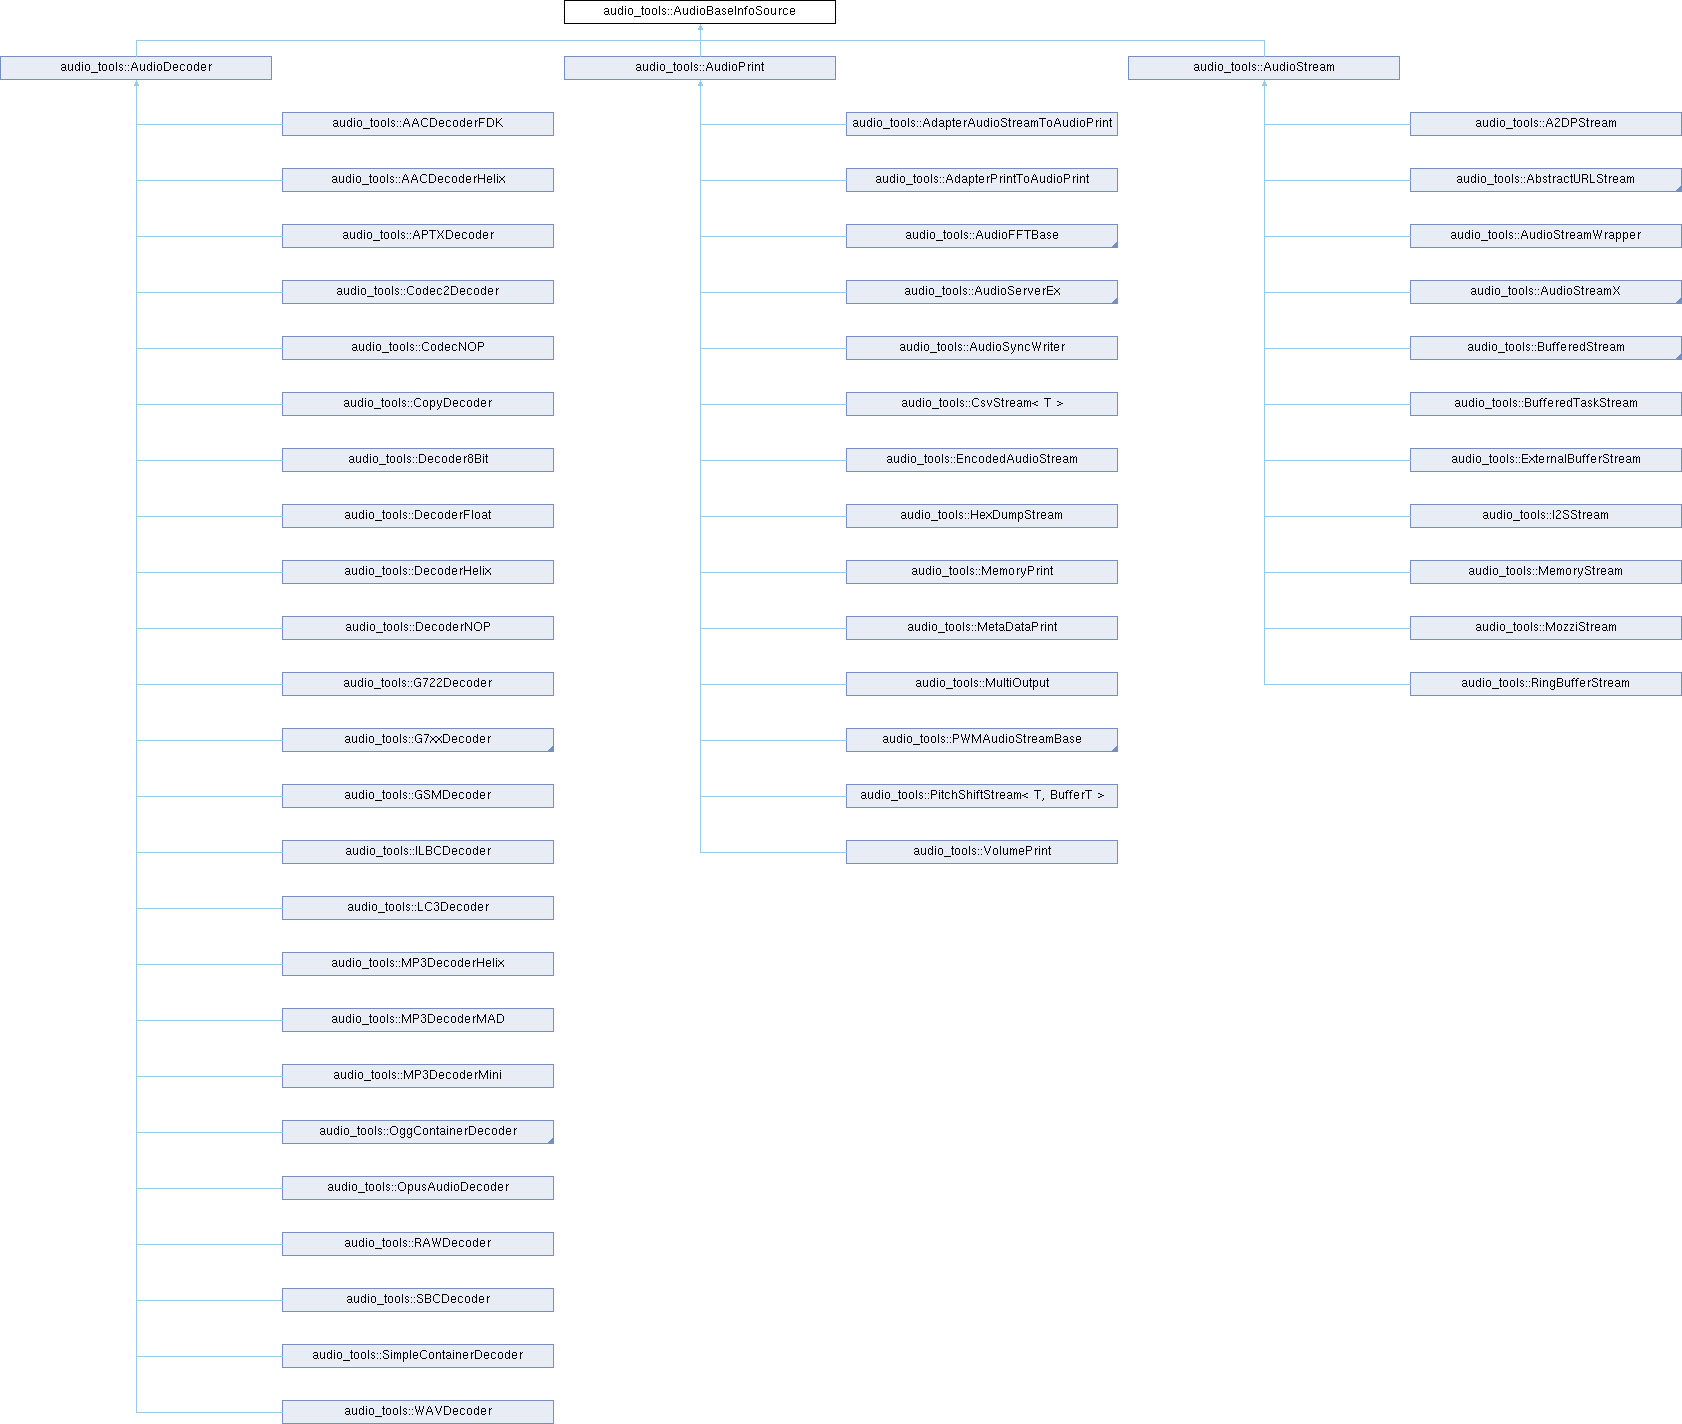 audio_tools::AudioBaseInfoSource
audio_tools::AudioDecoder
audio_tools::AudioPrint
audio_tools::AudioStream
audio_tools::AACDecoderFDK
audio_tools::AdapterAudioStreamToAudioPrint
audio_tools::A2DPStream
audio_tools::AACDecoderHelix
audio_tools::AdapterPrintToAudioPrint
audio_tools::AbstractURLStream
audio_tools::APTXDecoder
audio_tools::AudioFFTBase
audio_tools::AudioStreamWrapper
audio_tools::Codec2Decoder
audio_tools::AudioServerEx
audio_tools::AudioStreamX
audio_tools::CodecNOP
audio_tools::AudioSyncWriter
audio_tools::BufferedStream
audio_tools::CopyDecoder
audio_tools::CsvStream< T >
audio_tools::BufferedTaskStream
audio_tools::Decoder8Bit
audio_tools::EncodedAudioStream
audio_tools::ExternalBufferStream
audio_tools::DecoderFloat
audio_tools::HexDumpStream
audio_tools::I2SStream
audio_tools::DecoderHelix
audio_tools::MemoryPrint
audio_tools::MemoryStream
audio_tools::DecoderNOP
audio_tools::MetaDataPrint
audio_tools::MozziStream
audio_tools::G722Decoder
audio_tools::MultiOutput
audio_tools::RingBufferStream
audio_tools::G7xxDecoder
audio_tools::PWMAudioStreamBase
audio_tools::GSMDecoder
audio_tools::PitchShiftStream< T, BufferT >
audio_tools::ILBCDecoder
audio_tools::VolumePrint
audio_tools::LC3Decoder
audio_tools::MP3DecoderHelix
audio_tools::MP3DecoderMAD
audio_tools::MP3DecoderMini
audio_tools::OggContainerDecoder
audio_tools::OpusAudioDecoder
audio_tools::RAWDecoder
audio_tools::SBCDecoder
audio_tools::SimpleContainerDecoder
audio_tools::WAVDecoder